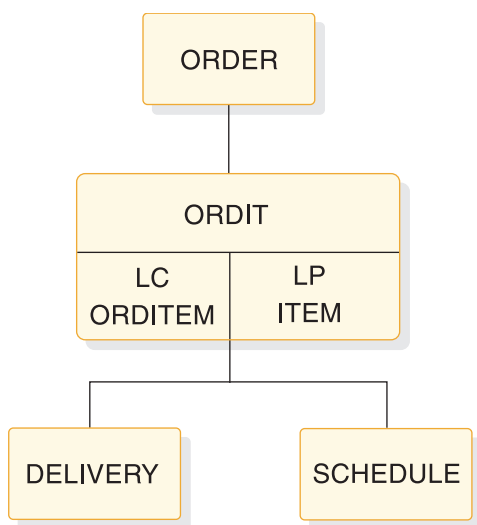 ORDER
ORDIT
LC
ORDITEM
LP
ITEM
DELIVERY
SCHEDULE